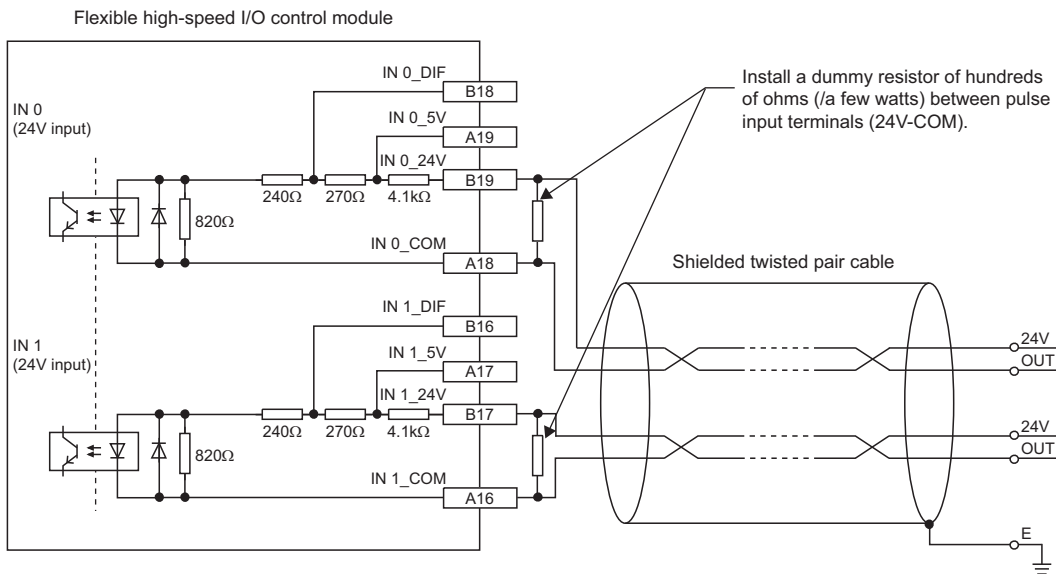 Flexible high-speed I/O control module
IN 0_DIF
B18
Install a dummy resistor of hundreds
of ohms (/a few watts) between pulse
input terminals (24V-COM).
IN 0
(24V input)
IN 0_5V
A19
IN 0_24V
B19
240Ω
270Ω
4.1kΩ
820Ω
IN 0_COM
A18
Shielded twisted pair cable
IN 1_DIF
B16
IN 1
(24V input)
IN 1_5V
A17
24V
OUT
IN 1_24V
B17
240Ω
270Ω
4.1kΩ
24V
OUT
820Ω
IN 1_COM
A16
E